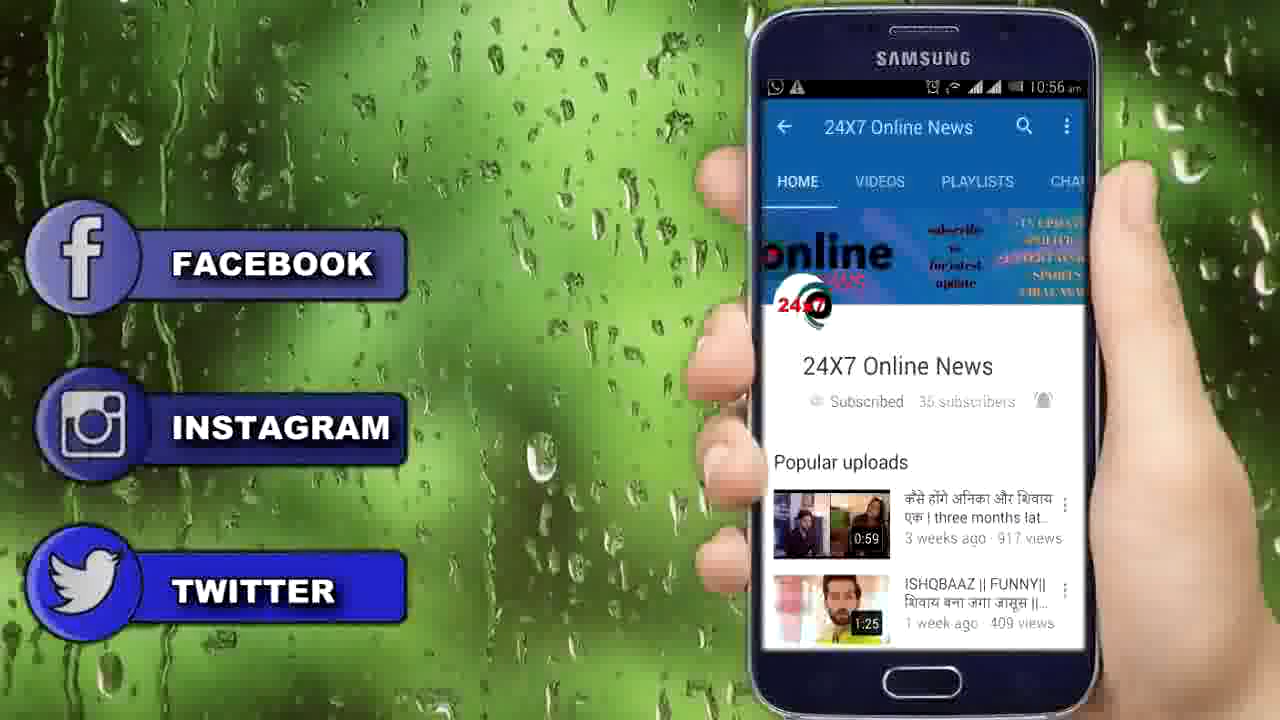 FACEBOOK
INSTAGRAM
TWITTER
SAMSUNG
10:56 am
24X7 Online News
HOME VIDEOS PLAYLISTS CHA
online
subscribe
for latest
update
SPORTS
24x7
24X7 Online News
Subscribed 35 subscribers
Popular uploads
कैसे होंगे अनिका और शिवाय
एक | three months lat...
3 weeks ago · 917 views
0:59
ISHQBAAZ || FUNNY||
शिवाय बना जगा जासूस ||...
1 week ago · 409 views
1:25